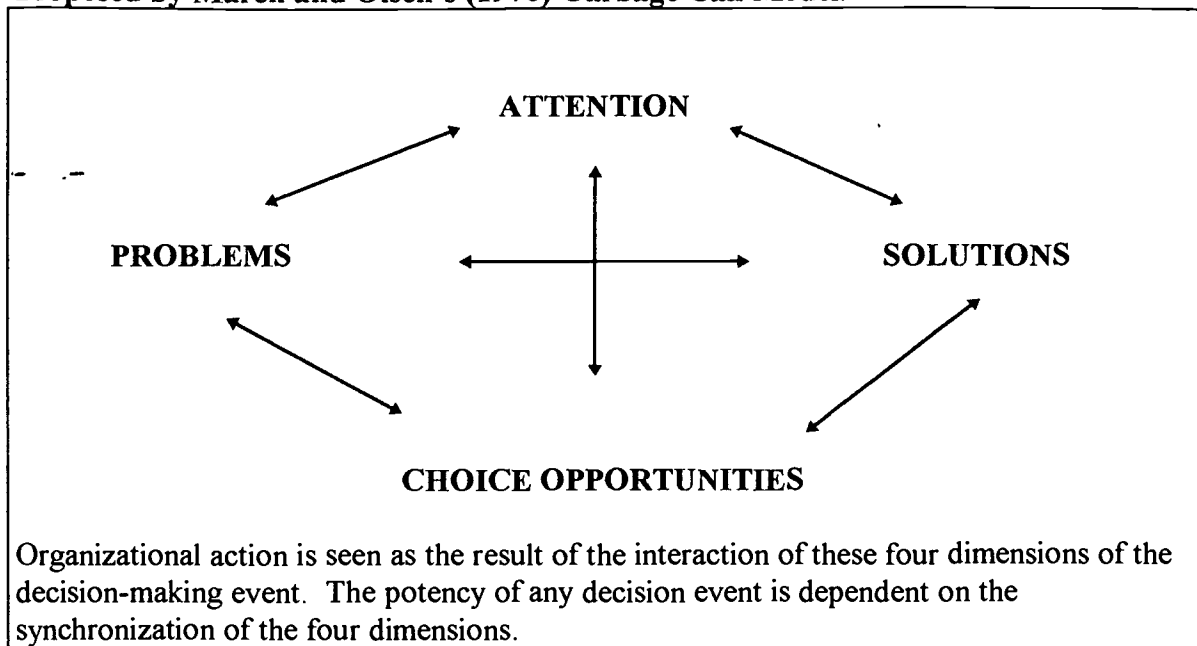 ATTENTION
PROBLEMS SOLUTIONS
CHOICE OPPORTUNITIES
Organizational action is seen as the result of the interaction of these four dimensions of the
decision-making event. The potency of any decision event is dependent on the
synchronization of the four dimensions.